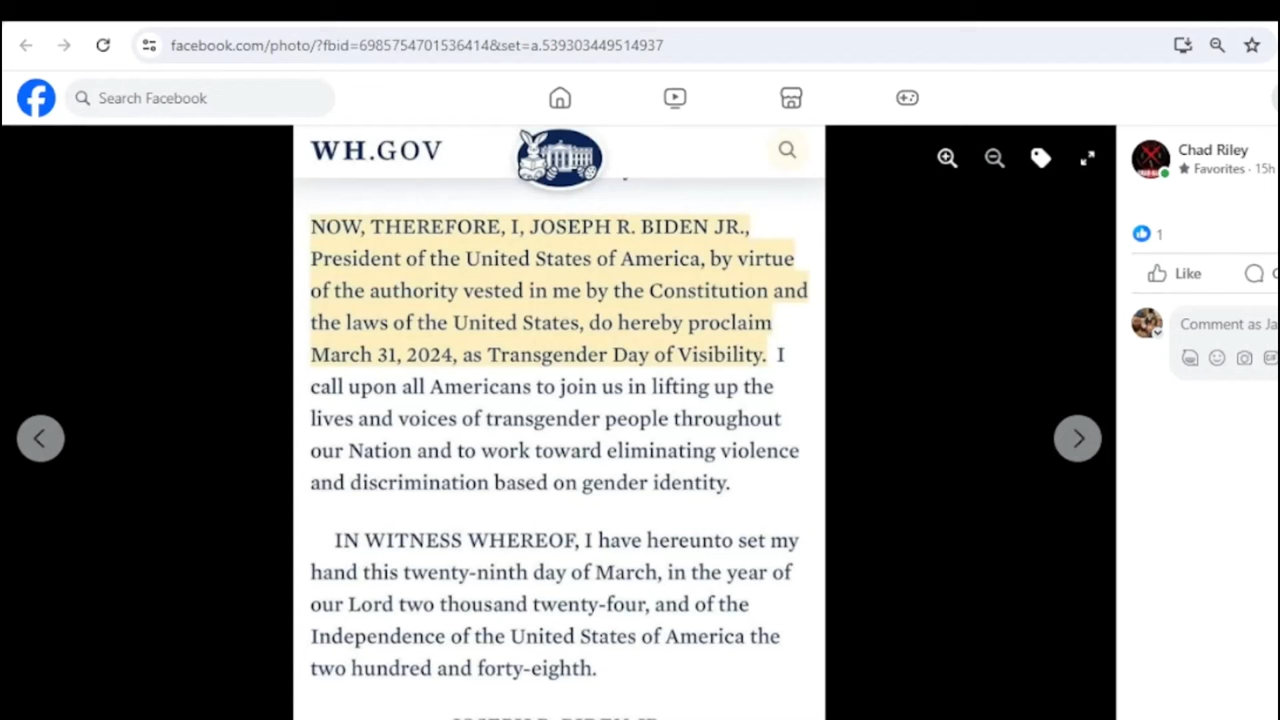 facebook.com/photo/?fbid=6985754701536414&set=a.539303449514937
Search Facebook
WH.GOV
NOW, THEREFORE, I, JOSEPH R. BIDEN JR.,
President of the United States of America, by virtue
of the authority vested in me by the Constitution and
the laws of the United States, do hereby proclaim
March 31, 2024, as Transgender Day of Visibility. I
call upon all Americans to join us in lifting up the
lives and voices of transgender people throughout
our Nation and to work toward eliminating violence
and discrimination based on gender identity.
IN WITNESS WHEREOF, I have hereunto set my
hand this twenty-ninth day of March, in the year of
our Lord two thousand twenty-four, and of the
Independence of the United States of America the
two hundred and forty-eighth.
Chad Riley
Favorites · 15h
1
Like
Comment as Ja